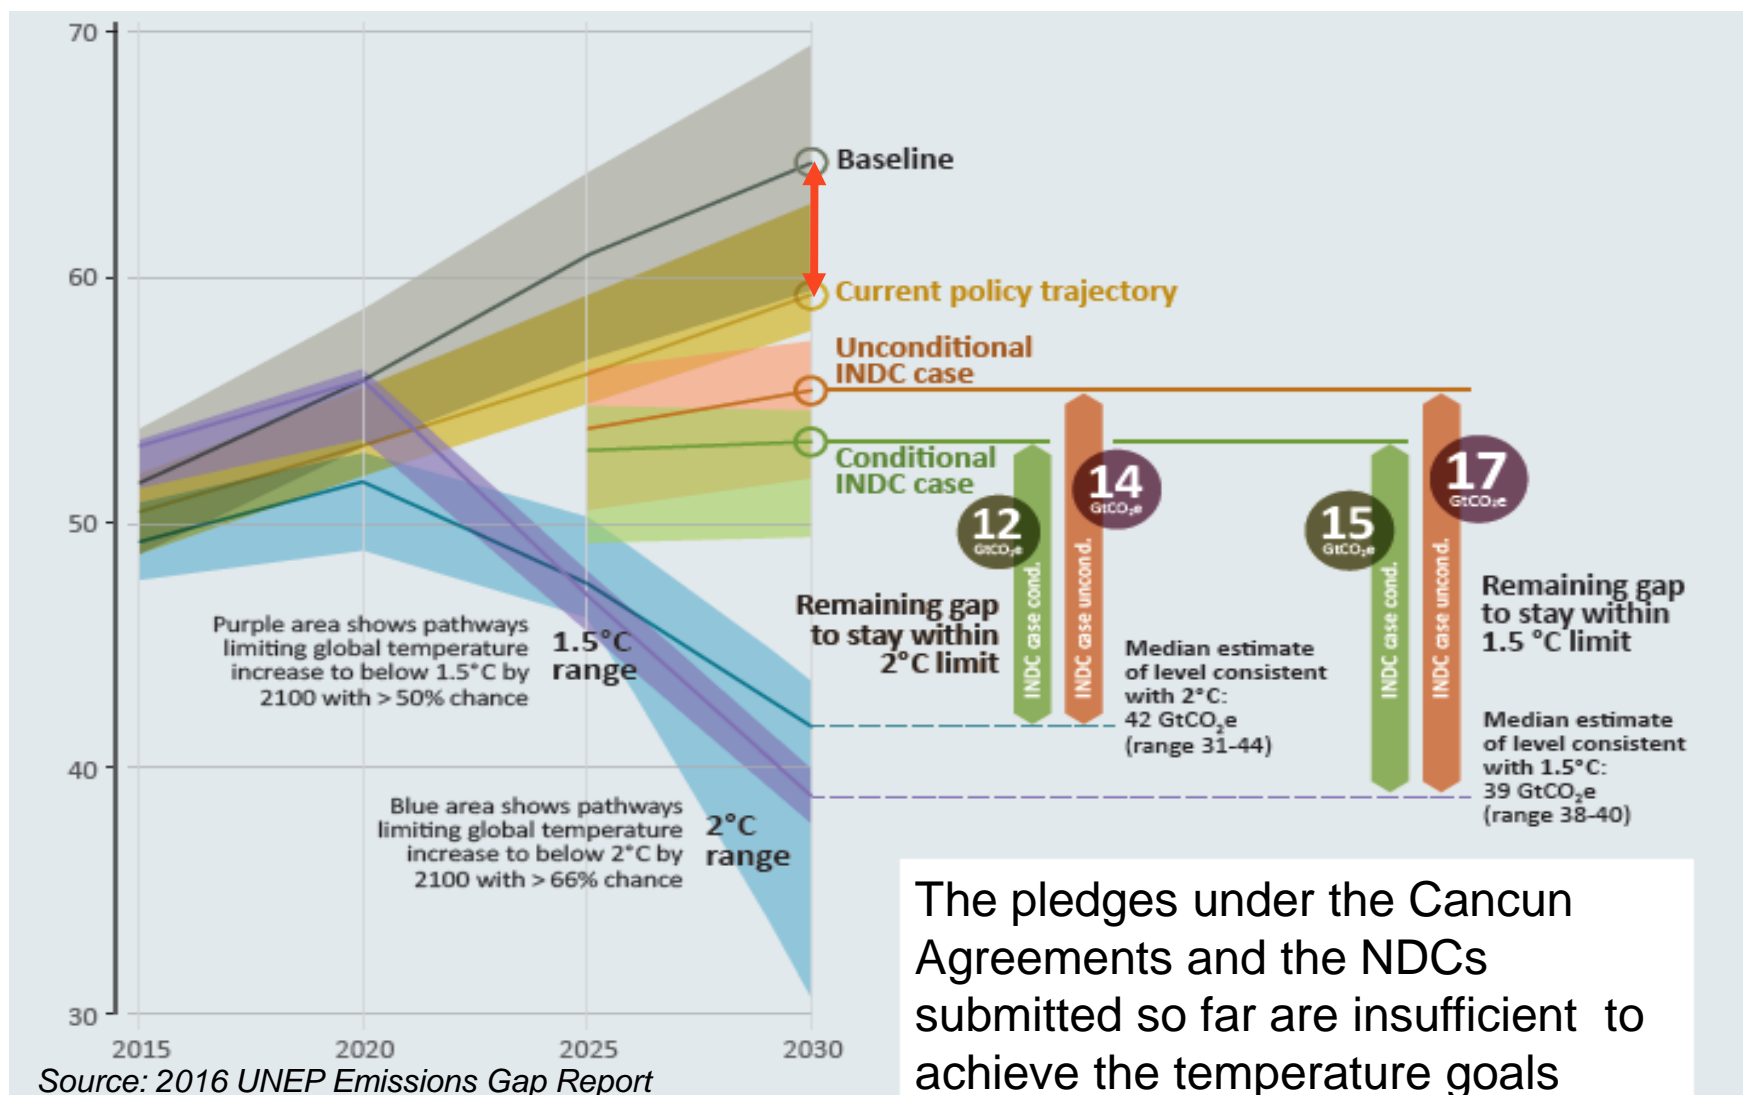 70
60
50
40
30
2015
2020
2025
2030
Baseline
Current policy trajectory
Unconditional
INDC case
Conditional
INDC case
Purple area shows pathways
limiting global temperature
increase to below 1.5°C by
2100 with > 50% chance
1.5°C
range
Blue area shows pathways
limiting global temperature
increase to below 2°C by
2100 with > 66% chance
2°C
range
12
GtCO₂e
14
GtCO₂e
INDC case cond.
INDC case uncond.
Remaining gap
to stay within
2°C limit
Median estimate
of level consistent
with 2°C:
42 GtCO₂e
(range 31-44)
15
GtCO₂e
17
GtCO₂e
INDC case cond.
INDC case uncond.
Remaining gap
to stay within
1.5 °C limit
Median estimate
of level consistent
with 1.5°C:
39 GtCO₂e
(range 38-40)
The pledges under the Cancun
Agreements and the NDCs
submitted so far are insufficient to
achieve the temperature goals
Source: 2016 UNEP Emissions Gap Report